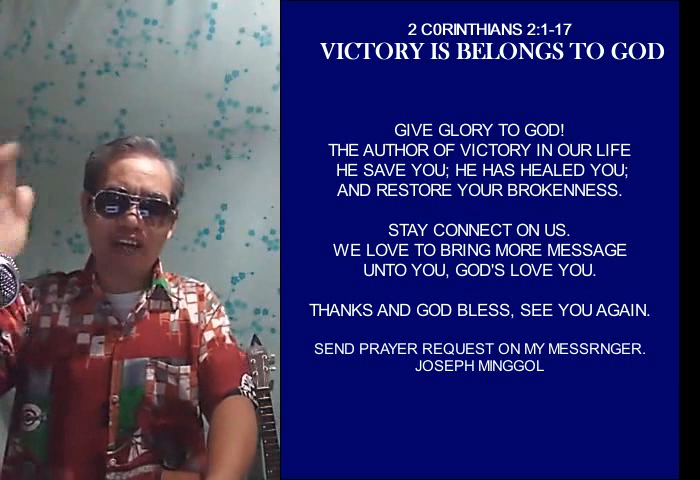 2 C0RINTHIANS 2:1-17
VICTORY IS BELONGS TO GOD
GIVE GLORY TO GOD!
THE AUTHOR OF VICTORY IN OUR LIFE
HE SAVE YOU; HE HAS HEALED YOU;
AND RESTORE YOUR BROKENNESS.
STAY CONNECT ON US.
WE LOVE TO BRING MORE MESSAGE
UNTO YOU, GOD'S LOVE YOU.
THANKS AND GOD BLESS, SEE YOU AGAIN.
SEND PRAYER REQUEST ON MY MESSRNGER.
JOSEPH MINGGOL